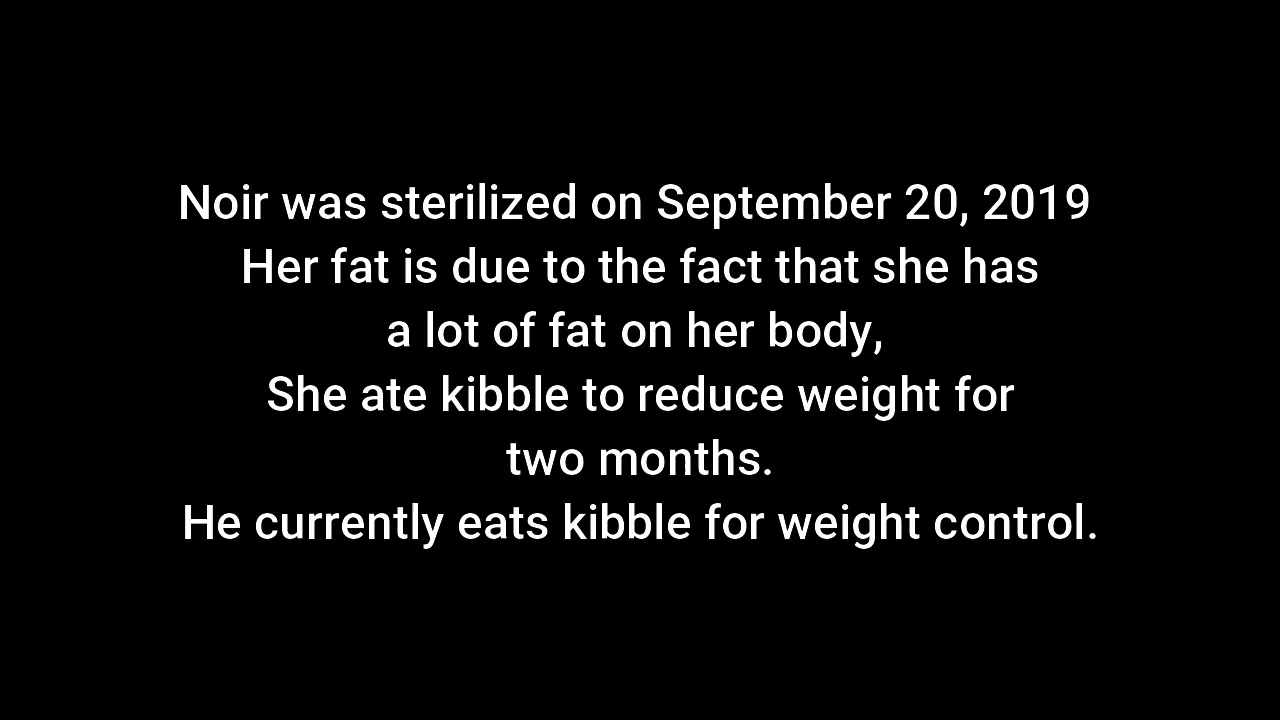 Noir was sterilized on September 20, 2019
Her fat is due to the fact that she has
a lot of fat on her body,
She ate kibble to reduce weight for
two months.
He currently eats kibble for weight control.